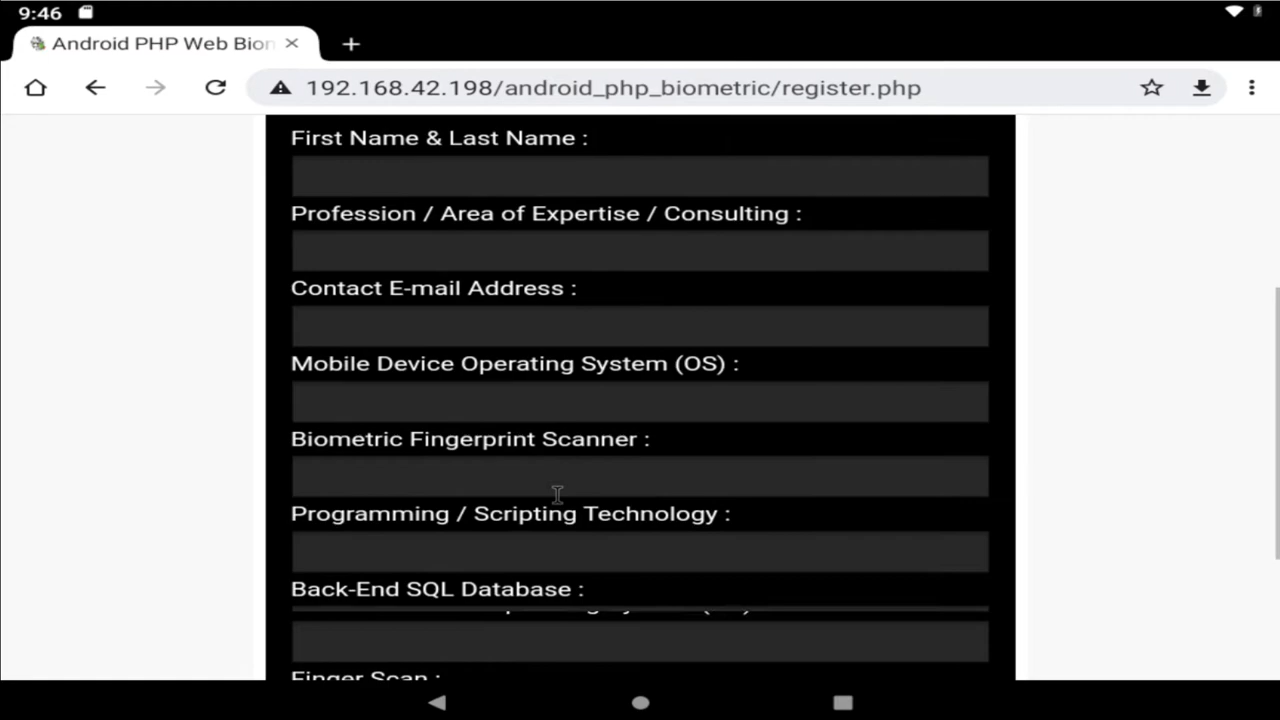 9:46
Android PHP Web Bion
192.168.42.198/android_php_biometric/register.php
First Name & Last Name :
Profession / Area of Expertise / Consulting :
Contact E-mail Address :
Mobile Device Operating System (OS) :
Biometric Fingerprint Scanner :
Programming / Scripting Technology :
Back-End SQL Database :
Finger Scan :